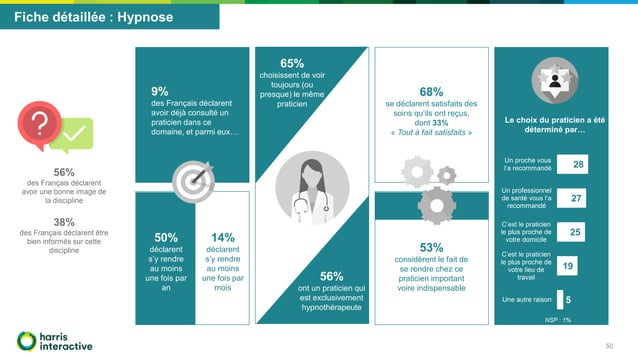 Fiche détaillée : Hypnose
56%
des Français déclarent
avoir une bonne image de
la discipline
38%
des Français déclarent être
bien informés sur cette
discipline
9%
des Français déclarent
avoir déjà consulté un
praticien dans ce
domaine, et parmi eux…
50%
déclarent
s’y rendre
au moins
une fois par
an
14%
déclarent
s’y rendre
au moins
une fois par
mois
65%
choisissent de voir
toujours (ou
presque) le même
praticien
56%
ont un praticien qui
est exclusivement
hypnothérapeute
68%
se déclarent satisfaits des
soins qu’ils ont reçus,
dont 33%
« Tout à fait satisfaits »
53%
considèrent le fait de
se rendre chez ce
praticien important
voire indispensable
Le choix du praticien a été
déterminé par…
Un proche vous
l’a recommandé
28
Un professionnel
de santé vous l’a
recommandé
27
C’est le praticien
le plus proche de
votre domicile
25
C’est le praticien
le plus proche de
votre lieu de
travail
19
Une autre raison
5
NSP : 1%
harris
interactive
50